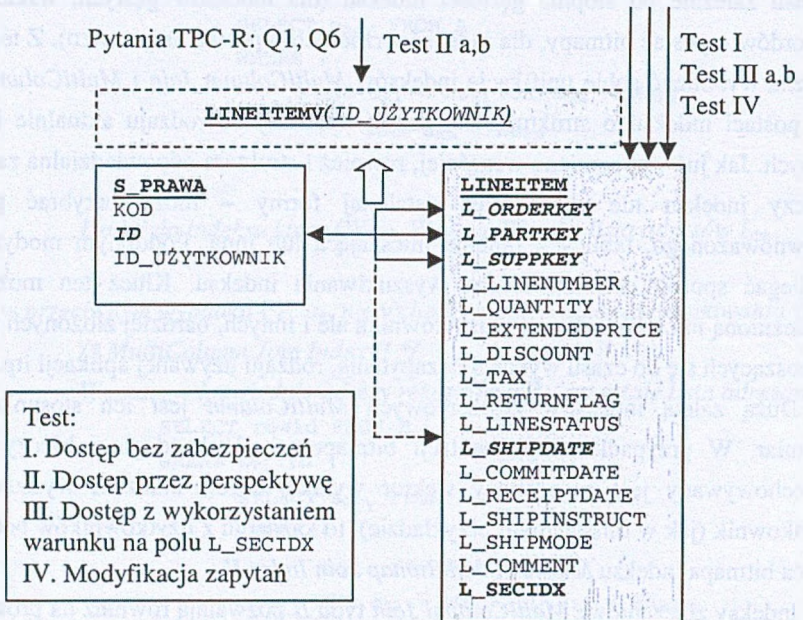 Pytania TPC-R: Q1, Q6
Test II a,b
Test I
Test III a,b
Test IV
LINEITEMV(ID_UŻYTKOWNIK)
S_PRAWA
KOD
ID
ID_UŻYTKOWNIK
LINEITEM
L_ORDERKEY
L_PARTKEY
L_SUPPKEY
L_LINENUMBER
L_QUANTITY
L_EXTENDEDPRICE
L_DISCOUNT
L_TAX
L_RETURNFLAG
L_LINESTATUS
L_SHIPDATE
L_COMMITDATE
L_RECEIPTDATE
L_SHIPINSTRUCT
L_SHIPMODE
L_COMMENT
L_SECIDX
Test:
I. Dostęp bez zabezpieczeń
II. Dostęp przez perspektywę
III. Dostęp z wykorzystaniem
warunku na polu L_SECIDX
IV. Modyfikacja zapytań